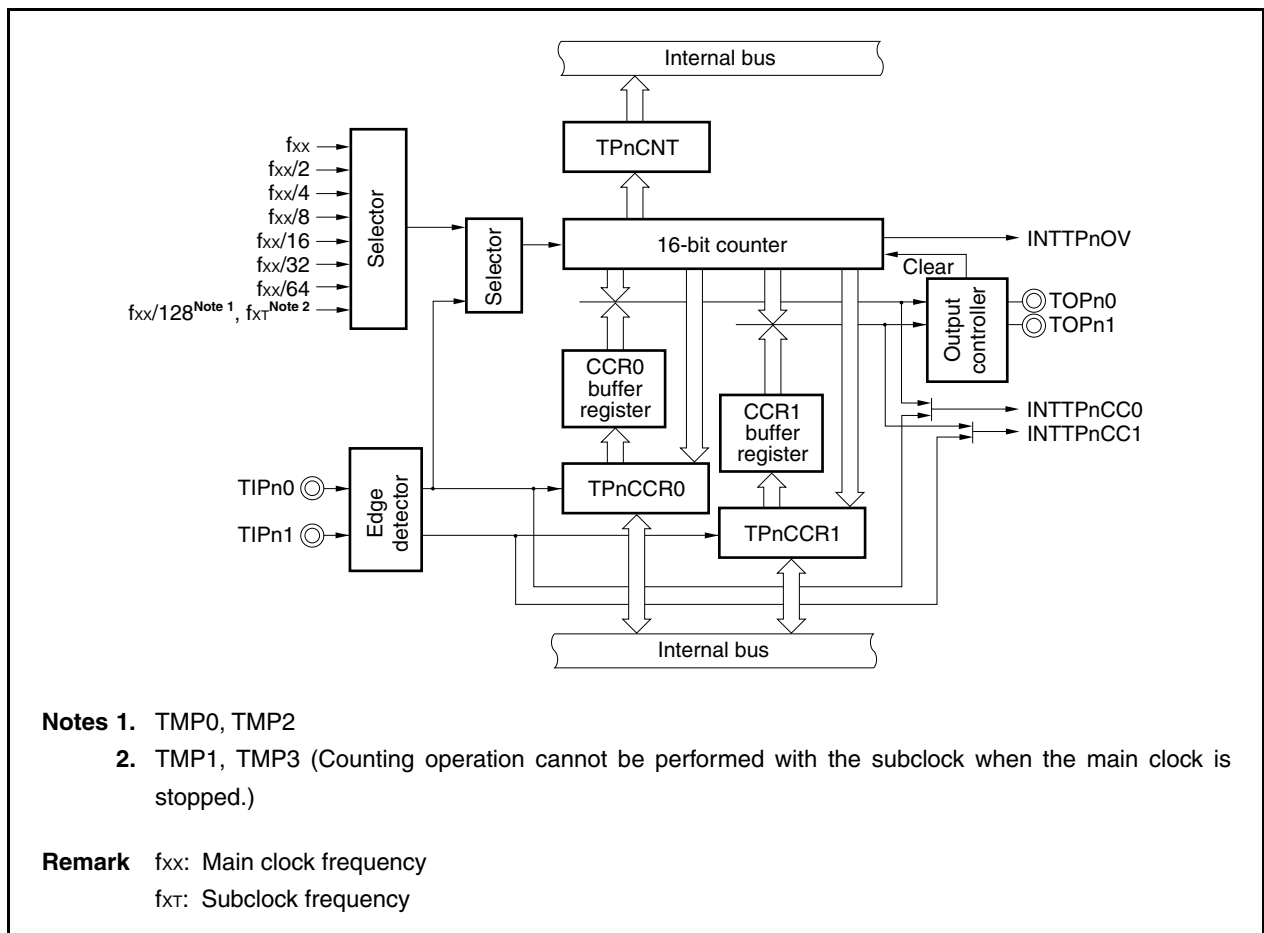 Internal bus
TPnCNT
fxx
fxx/2
fxx/4
fxx/8
fxx/16
fxx/32
fxx/64
fxx/128Note 1, fxTNote 2
Selector
Selector
16-bit counter
INTTPnOV
Clear
TOPn0
TOPn1
Output
controller
CCR0
buffer
register
CCR1
buffer
register
INTTPnCC0
INTTPnCC1
TIPn0
TIPn1
Edge
detector
TPnCCR0
TPnCCR1
Internal bus
Notes 1. TMP0, TMP2
2. TMP1, TMP3 (Counting operation cannot be performed with the subclock when the main clock is
stopped.)
Remark fxx: Main clock frequency
fxT: Subclock frequency